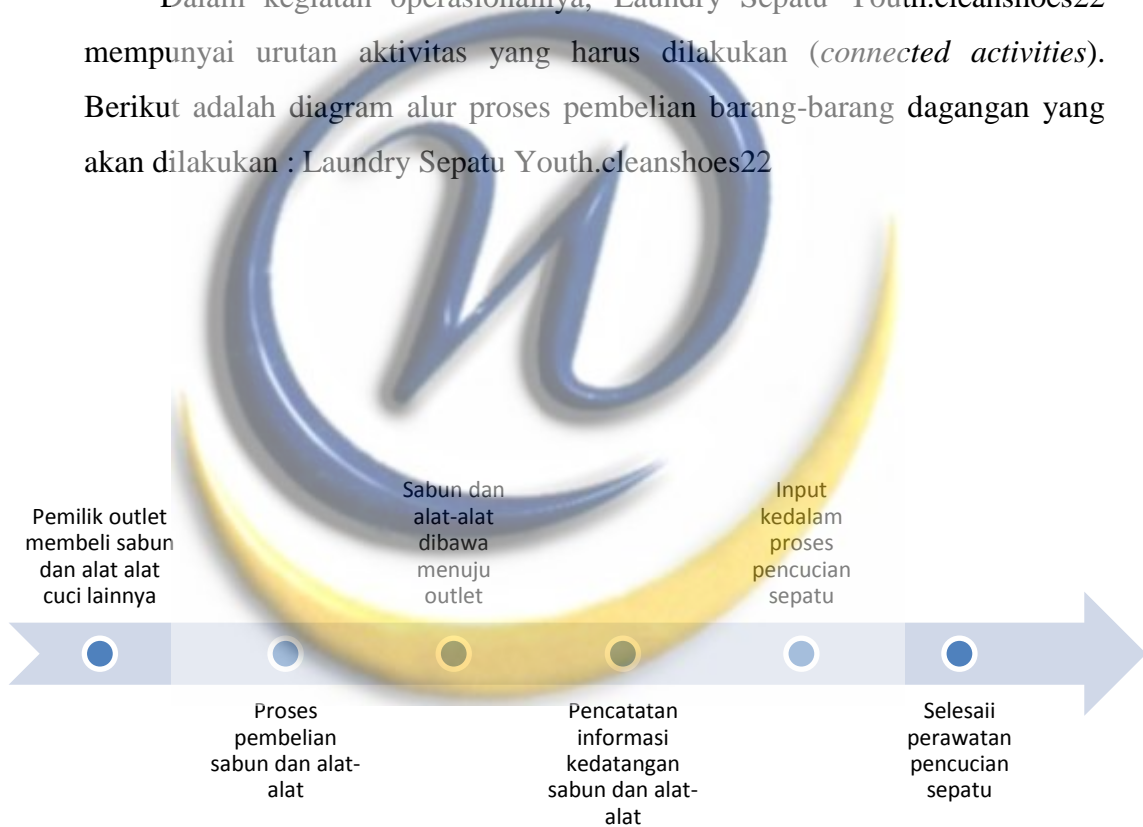 Dalam kegiatan operasionalnya, Laundry Sepatu Youth.cleanshoes22
mempunyai urutan aktivitas yang harus dilakukan (connected activities).
Berikut adalah diagram alur proses pembelian barang-barang dagangan yang
akan dilakukan : Laundry Sepatu Youth.cleanshoes22
Pemilik outlet
membeli sabun
dan alat alat
cuci lainnya
Proses
pembelian
sabun dan alat-
alat
Sabun dan
alat-alat
dibawa
menuju
outlet
Pencatatan
informasi
kedatangan
sabun dan alat-
alat
Input
kedalam
proses
pencucian
sepatu
Selesaii
perawatan
pencucian
sepatu